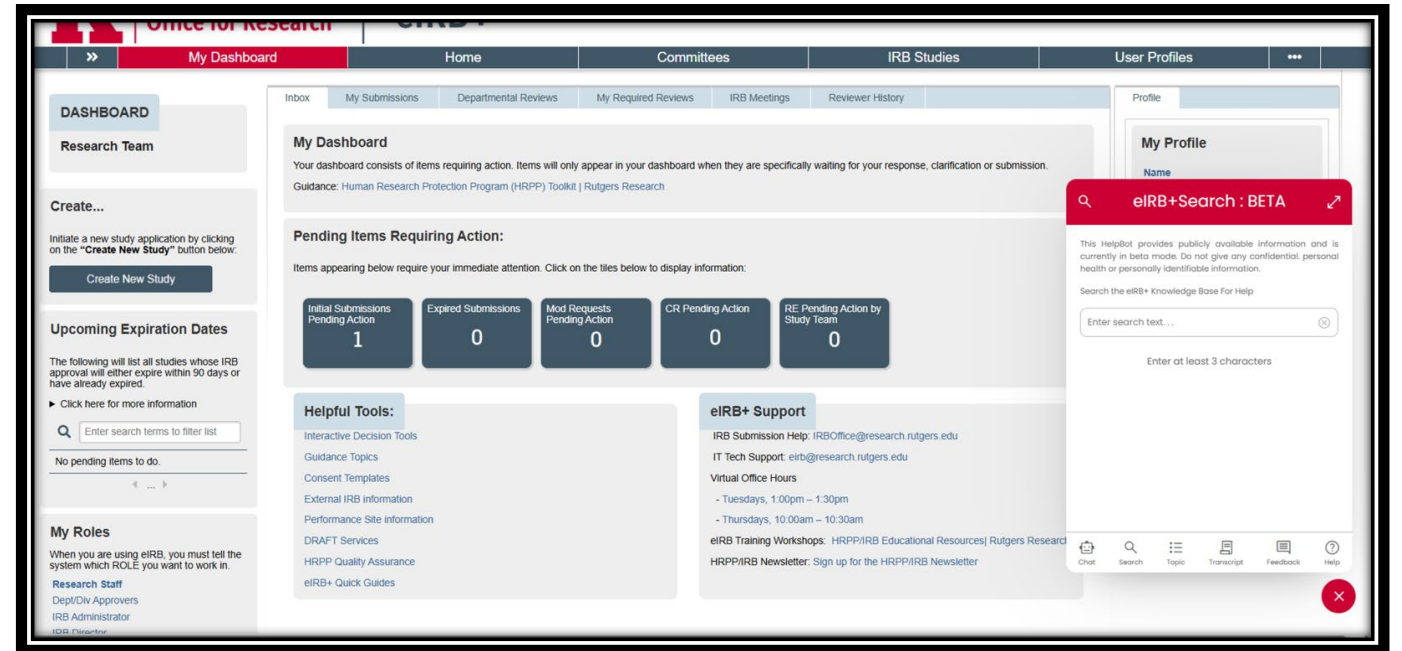 Office for Research
eIRB+
»
My Dashboard
Home
Committees
IRB Studies
User Profiles
•••
DASHBOARD
Research Team
Create...
Initiate a new study application by clicking
on the “Create New Study” button below:
Create New Study
Upcoming Expiration Dates
The following will list all studies whose IRB
approval will either expire within 90 days or
have already expired.
Click here for more information
Enter search terms to filter list
No pending items to do.
...
My Roles
When you are using eIRB, you must tell the
system which ROLE you want to work in.
Research Staff
Dept/Div Approvers
IRB Administrator
IRB Director
Inbox
My Submissions
Departmental Reviews
My Required Reviews
IRB Meetings
Reviewer History
My Dashboard
Your dashboard consists of items requiring action. Items will only appear in your dashboard when they are specifically waiting for your response, clarification or submission.
Guidance: Human Research Protection Program (HRPP) Toolkit | Rutgers Research
Pending Items Requiring Action:
Items appearing below require your immediate attention. Click on the tiles below to display information:
Initial Submissions
Pending Action
1
Expired Submissions
0
Mod Requests
Pending Action
0
CR Pending Action
0
RE Pending Action by
Study Team
0
Helpful Tools:
Interactive Decision Tools
Guidance Topics
Consent Templates
External IRB information
Performance Site Information
DRAFT Services
HRPP Quality Assurance
eIRB+ Quick Guides
eIRB+ Support
IRB Submission Help: IRBOffice@research.rutgers.edu
IT Tech Support: eirb@research.rutgers.edu
Virtual Office Hours
- Tuesdays, 1:00pm – 1:30pm
- Thursdays, 10:00am – 10:30am
eIRB Training Workshops: HRPP/IRB Educational Resources| Rutgers Research
HRPP/IRB Newsletter: Sign up for the HRPP/IRB Newsletter
Profile
My Profile
Name
eIRB+Search : BETA
This HelpBot provides publicly available information and is
currently in beta mode. Do not give any confidential, personal
health or personally identifiable information.
Search the eIRB+ Knowledge Base For Help
Enter search text. . .
Enter at least 3 characters
Chat
Search
Topic
Transcript
Feedback
Help